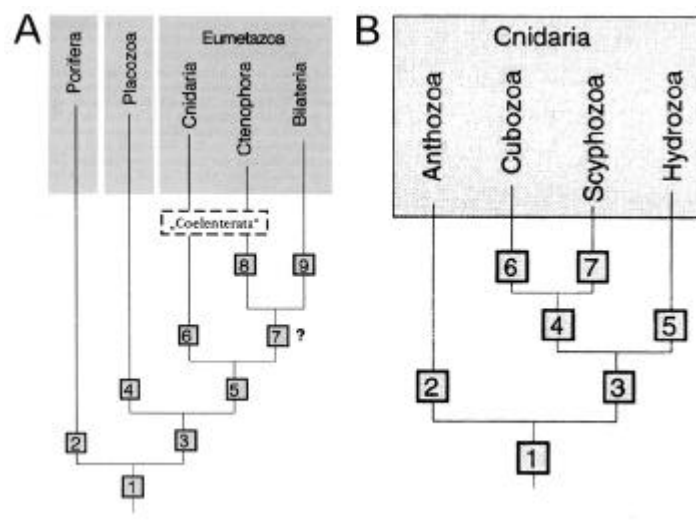 A
Eumetazoa
Porifera
Placozoa
Cnidaria
Ctenophora
Bilateria
„Coelenterata“
8
9
6
7
?
4
5
2
3
1
B
Cnidaria
Anthozoa
Cubozoa
Scyphozoa
Hydrozoa
6
7
4
5
2
3
1